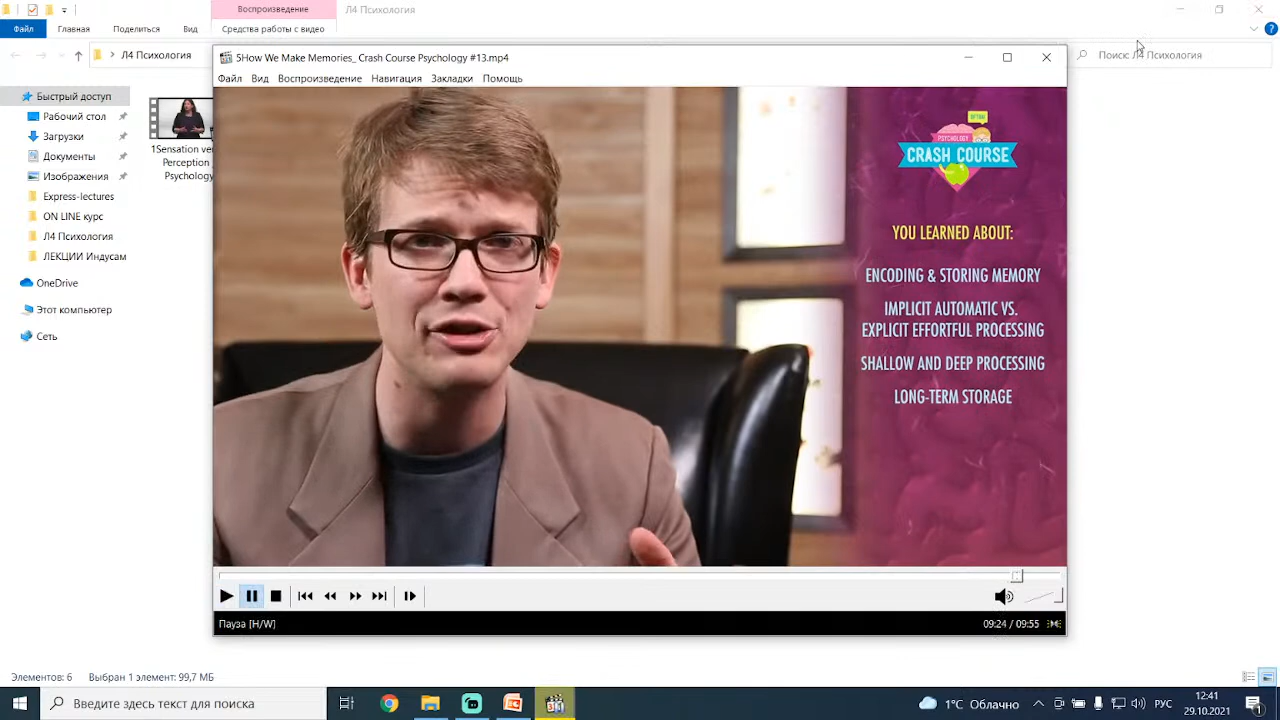 Воспроизведение
Л4 Психология
Файл
Главная
Поделиться
Вид
Средства работы с видео
Л4 Психология
Поиск: Л4 Психология
5How We Make Memories_ Crash Course Psychology #13.mp4
Файл Вид Воспроизведение Навигация Закладки Помощь
Быстрый доступ
Рабочий стол
Загрузки
Документы
Изображения
Express-lectures
ON LINE курс
Л4 Психология
ЛЕКЦИИ Индусам
OneDrive
Этот компьютер
Сеть
1Sensation ve
Perception
Psychology
PSYCHOLOGY
CRASH COURSE
YOU LEARNED ABOUT:
ENCODING & STORING MEMORY
IMPLICIT AUTOMATIC VS.
EXPLICIT EFFORTFUL PROCESSING
SHALLOW AND DEEP PROCESSING
LONG-TERM STORAGE
Пауза [H/W]
09:24 / 09:55
Элементов: 6
Выбран 1 элемент: 99,7 МБ
Введите здесь текст для поиска
1°C Облачно
РУС
12:41
29.10.2021
1